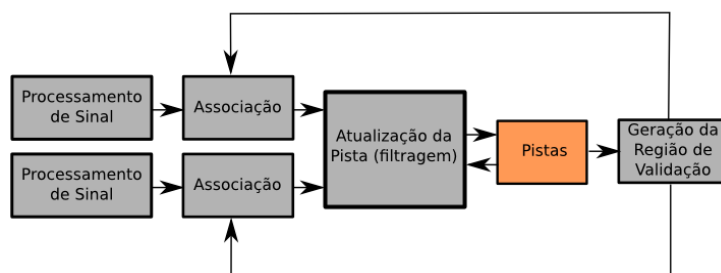 Processamento
de Sinal
Associação
Processamento
de Sinal
Associação
Atualização da
Pista (filtragem)
Pistas
Geração da
Região de
Validação